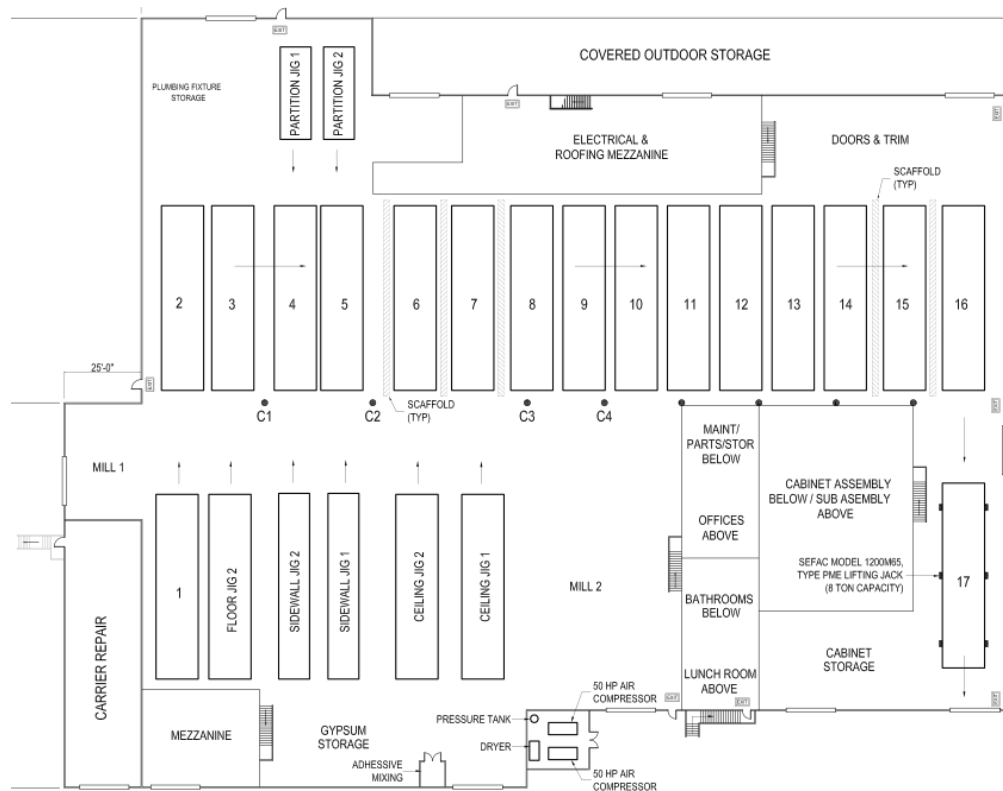 EXIT
COVERED OUTDOOR STORAGE
PARTITION JIG 1
PARTITION JIG 2
PLUMBING FIXTURE
STORAGE
EXIT
EXIT
ELECTRICAL &
ROOFING MEZZANINE
DOORS & TRIM
SCAFFOLD
(TYP)
2
3
4
5
6
7
8
9
10
11
12
13
14
15
16
25'-0"
EXIT
SCAFFOLD
(TYP)
EXIT
C1
C2
C3
C4
MAINT/
PARTS/STOR
BELOW
MILL 1
CABINET ASSEMBLY
BELOW / SUB ASEMBLY
ABOVE
OFFICES
ABOVE
1
FLOOR JIG 2
SIDEWALL JIG 2
SIDEWALL JIG 1
CEILING JIG 2
CEILING JIG 1
MILL 2
SEFAC MODEL 1200M65,
TYPE PME LIFTING JACK
(8 TON CAPACITY)
17
BATHROOMS
BELOW
CARRIER REPAIR
CABINET
STORAGE
LUNCH ROOM
ABOVE
50 HP AIR
COMPRESSOR
EXIT
EXIT
EXIT
PRESSURE TANK
MEZZANINE
GYPSUM
STORAGE
DRYER
ADHESSIVE
MIXING
50 HP AIR
COMPRESSOR